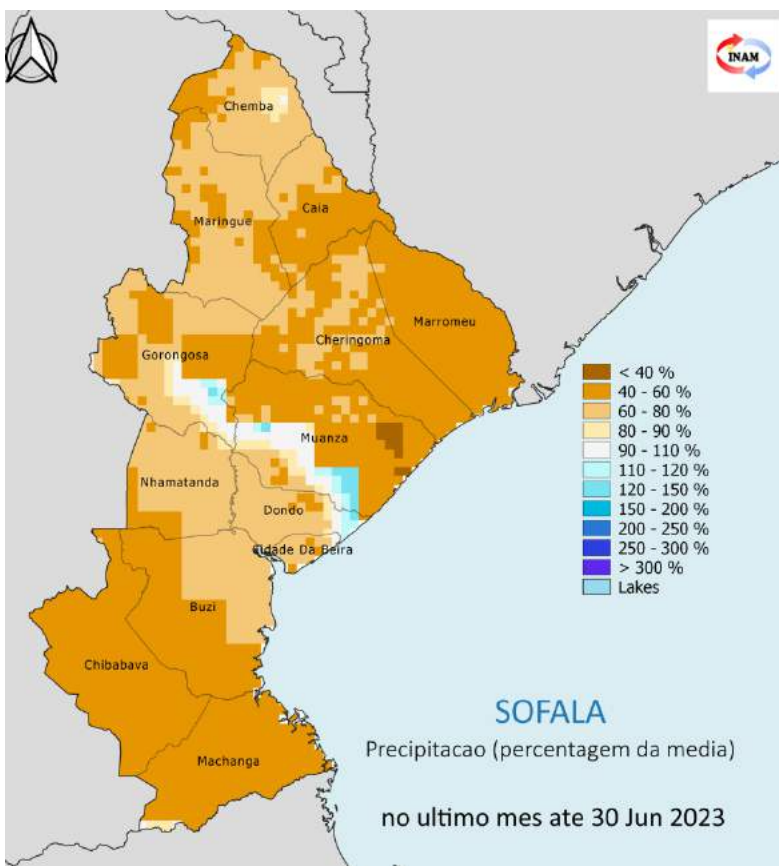 INAM
Chemba
Caia
Maringue
Marromeu
Cheringoma
Gorongosa
Muanza
Nhamatanda
Dondo
Cidade Da Beira
Buzi
Chibabava
Machanga
< 40 %
40 - 60 %
60 - 80 %
80 - 90 %
90 - 110 %
110 - 120 %
120 - 150 %
150 - 200 %
200 - 250 %
250 - 300 %
> 300 %
Lakes
SOFALA
Precipitacao (percentagem da media)
no ultimo mes ate 30 Jun 2023